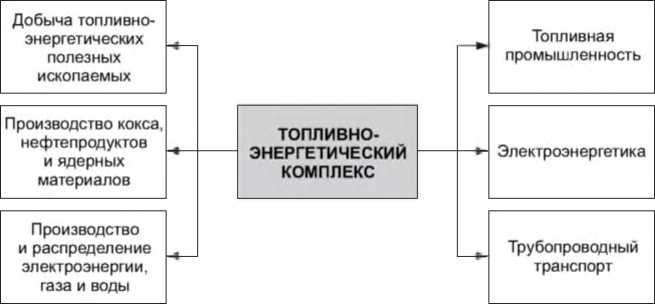 Добыча топливно-
энергетических
полезных
ископаемых
Производство кокса,
нефтепродуктов
и ядерных
материалов
Производство
и распределение
электроэнергии,
газа и воды
ТОПЛИВНО-
ЭНЕРГЕТИЧЕСКИЙ
КОМПЛЕКС
Топливная
промышленность
Электроэнергетика
Трубопроводный
транспорт